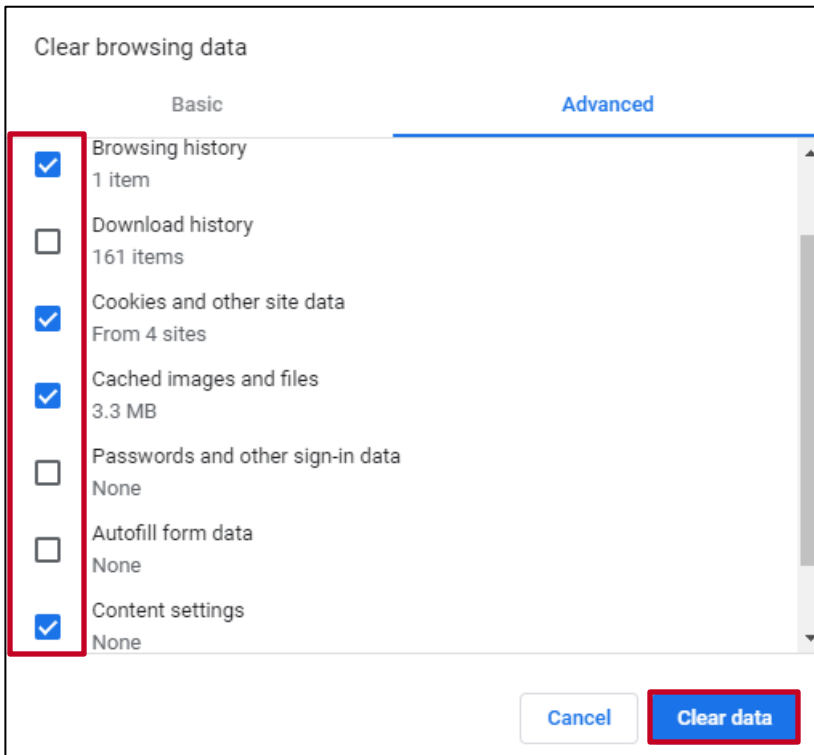 Clear browsing data
Basic
Advanced
Browsing history
1 item
Download history
161 items
Cookies and other site data
From 4 sites
Cached images and files
3.3 MB
Passwords and other sign-in data
None
Autofill form data
None
Content settings
None
Cancel
Clear data